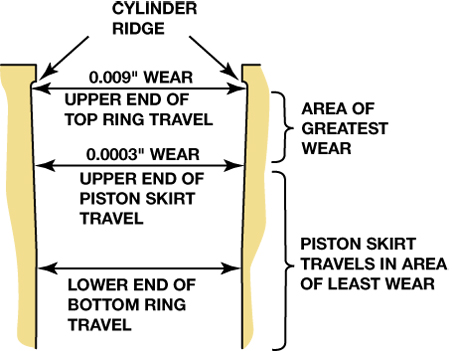 CYLINDER
RIDGE
0.009" WEAR
UPPER END OF
TOP RING TRAVEL
AREA OF
GREATEST
WEAR
0.0003" WEAR
UPPER END OF
PISTON SKIRT
TRAVEL
PISTON SKIRT
TRAVELS IN AREA
OF LEAST WEAR
LOWER END OF
BOTTOM RING
TRAVEL